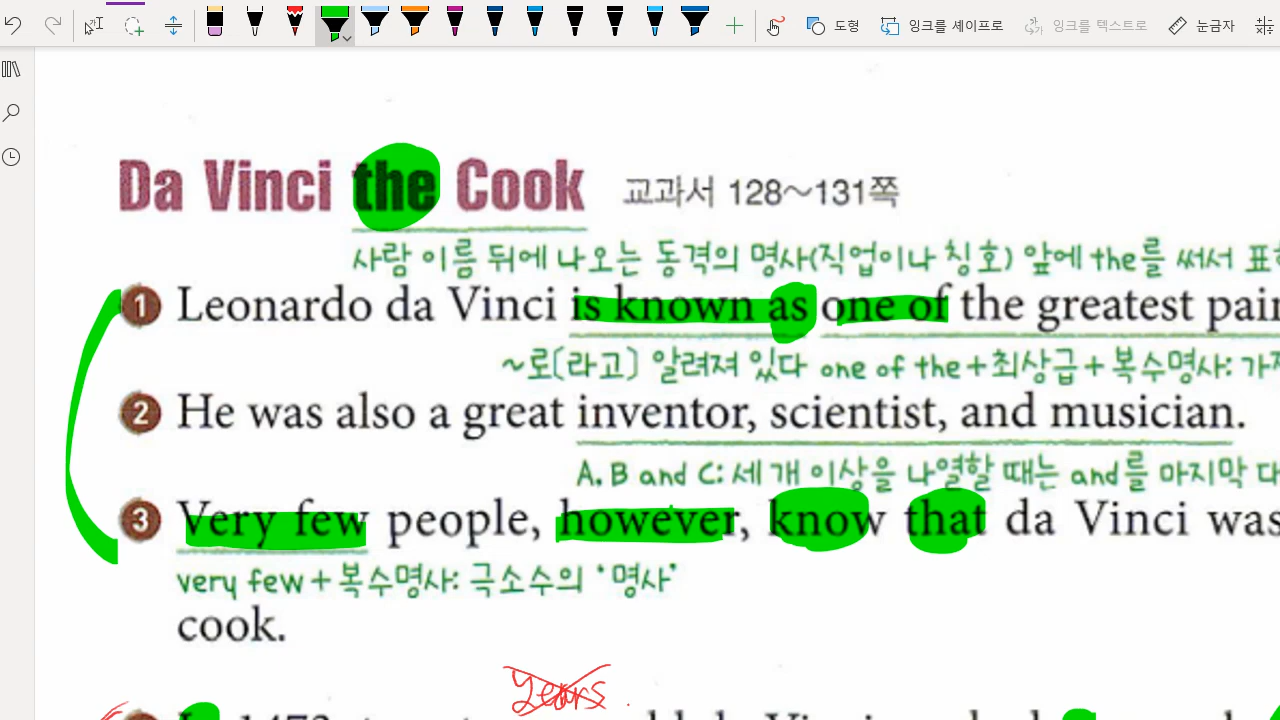 도형 잉크를 셰이프로 잉크를 텍스트로 눈금자
Da Vinci the Cook 교과서 128~131쪽
사람 이름 뒤에 나오는 동격의 명사(직업이나 칭호) 앞에 the를 써서
1 Leonardo da Vinci is known as one of the greatest
~로(라고) 알려져 있다 one of the+최상급+복수명사:
2 He was also a great inventor, scientist, and musician.
A, B and C: 세 개 이상을 나열할 때는 and를 마지막
3 Very few people, however, know that da Vinci was
very few+복수명사: 극소수의 '명사'
cook.
years